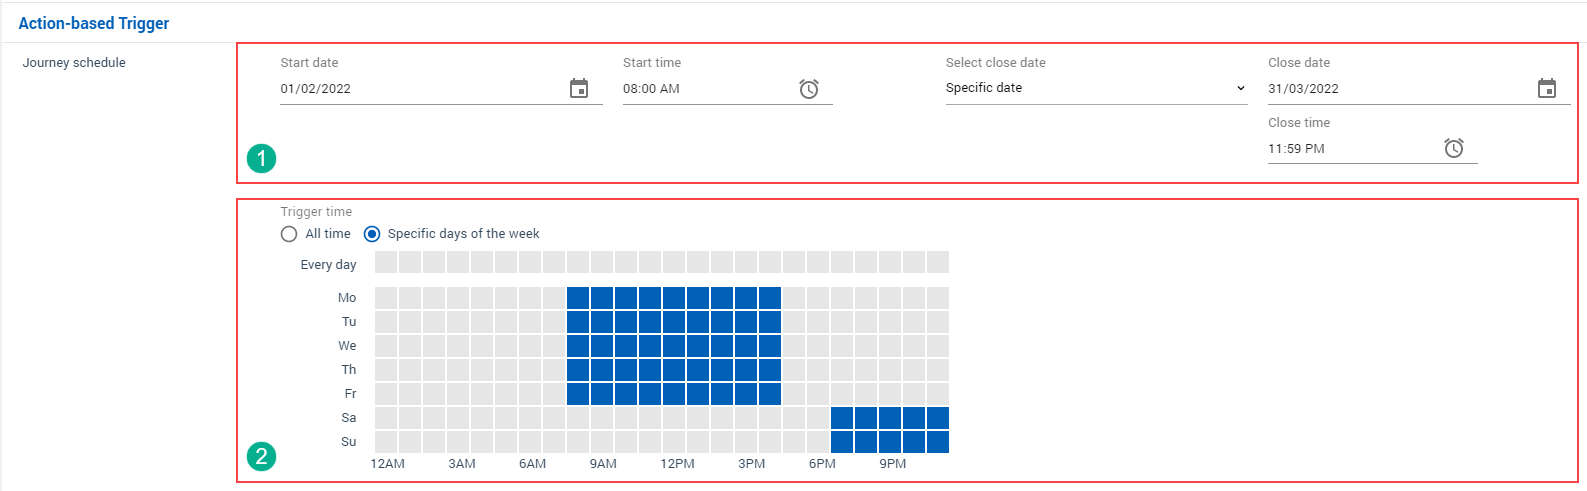 Action-based Trigger
Journey schedule
Start date
Start time
Select close date
Close date
01/02/2022
08:00 AM
Specific date
31/03/2022
Close time
11:59 PM
1
Trigger time
All time
Specific days of the week
Every day
Mo
Tu
We
Th
Fr
Sa
Su
2
12AM 3AM 6AM 9AM 12PM 3PM 6PM 9PM